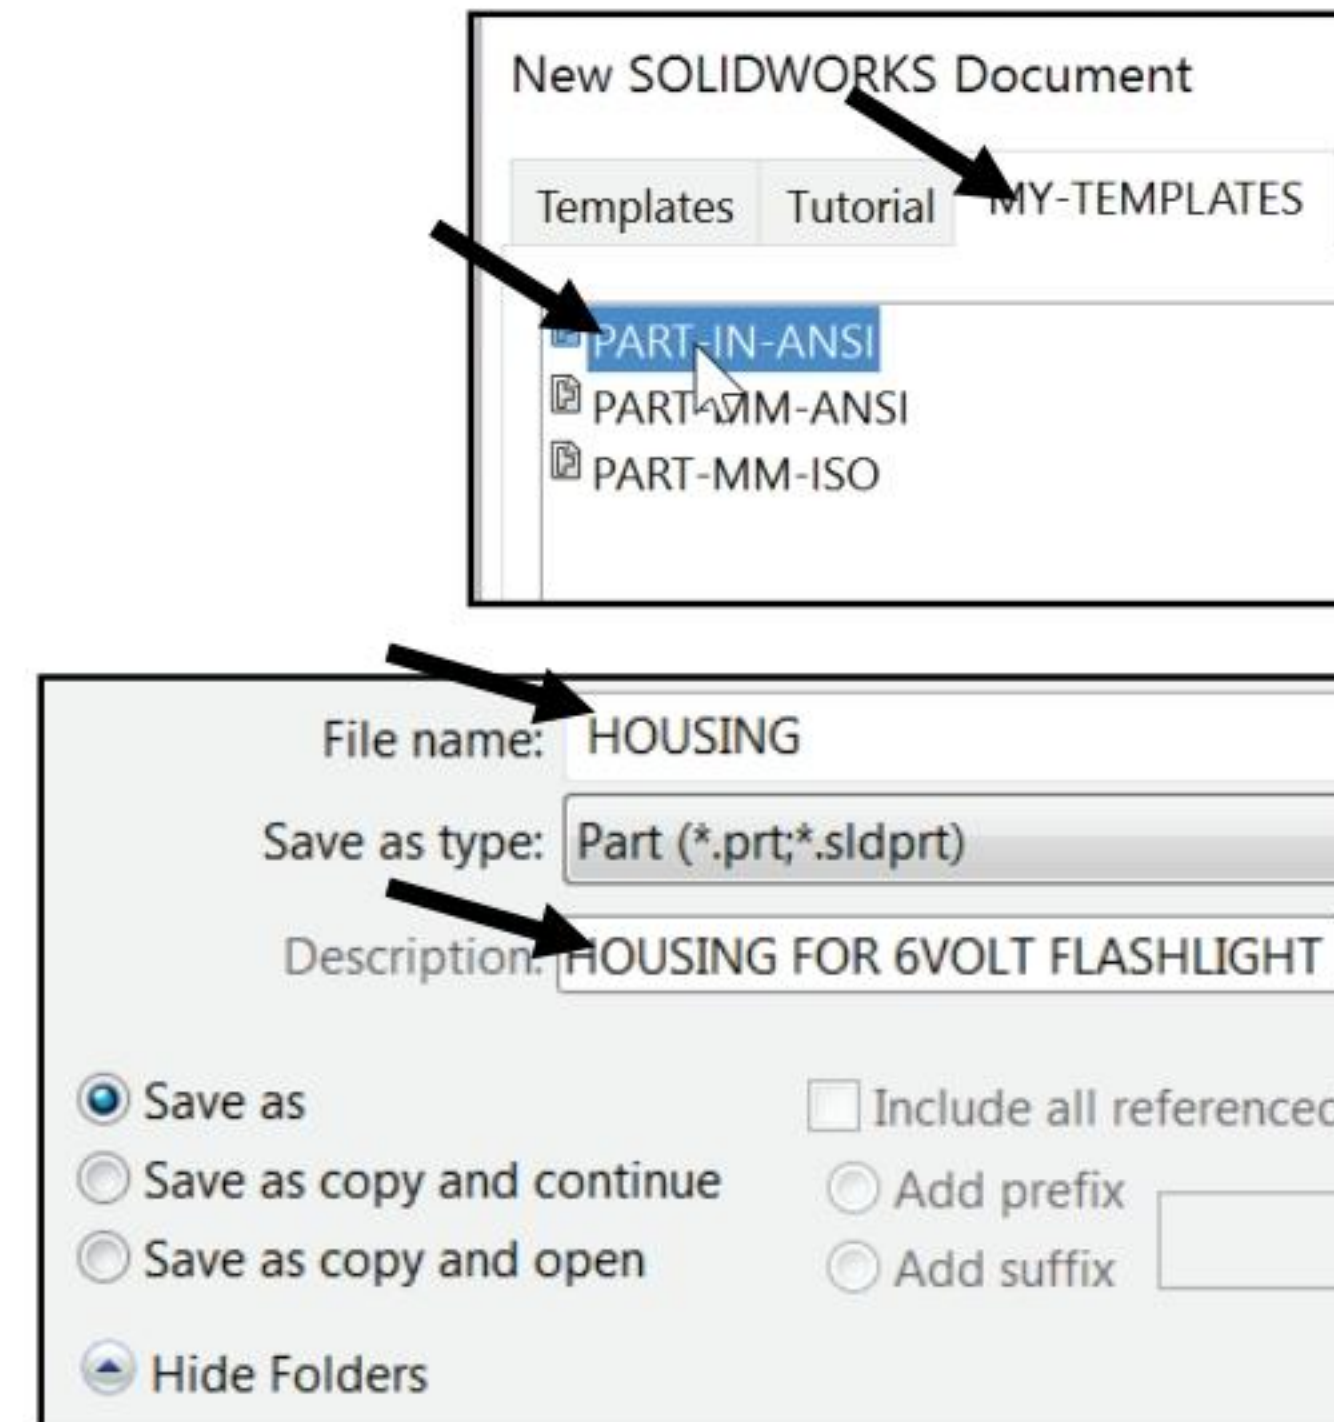 New SOLIDWORKS Document
Templates Tutorial MY-TEMPLATES
PART-IN-ANSI
PART-MM-ANSI
PART-MM-ISO
File name: HOUSING
Save as type: Part (*.prt;*.sldprt)
Description: HOUSING FOR 6VOLT FLASHLIGHT
Save as Include all referenced
Save as copy and continue Add prefix
Save as copy and open Add suffix
Hide Folders